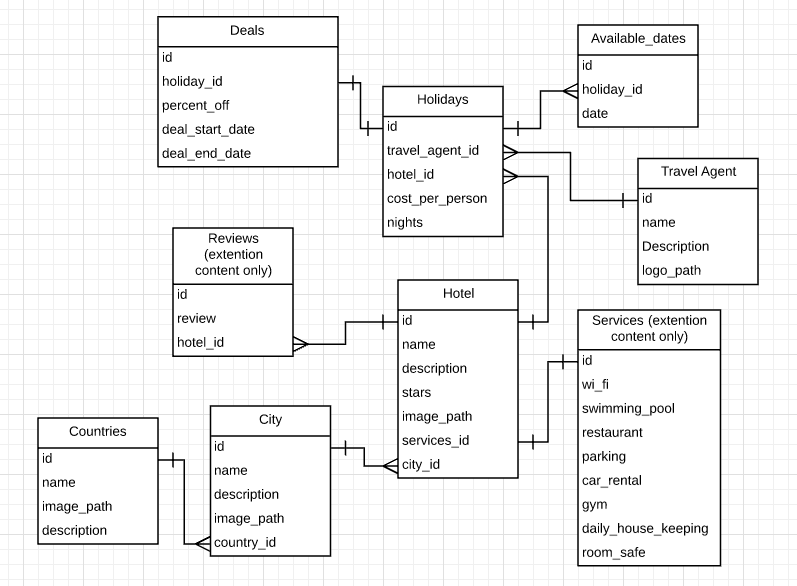 Deals
id
holiday_id
percent_off
deal_start_date
deal_end_date
Holidays
id
travel_agent_id
hotel_id
cost_per_person
nights
Available_dates
id
holiday_id
date
Travel Agent
id
name
Description
logo_path
Reviews
(extention
content only)
id
review
hotel_id
Hotel
id
name
description
stars
image_path
services_id
city_id
Services (extention
content only)
id
wi_fi
swimming_pool
restaurant
parking
car_rental
gym
daily_house_keeping
room_safe
Countries
id
name
image_path
description
City
id
name
description
image_path
country_id